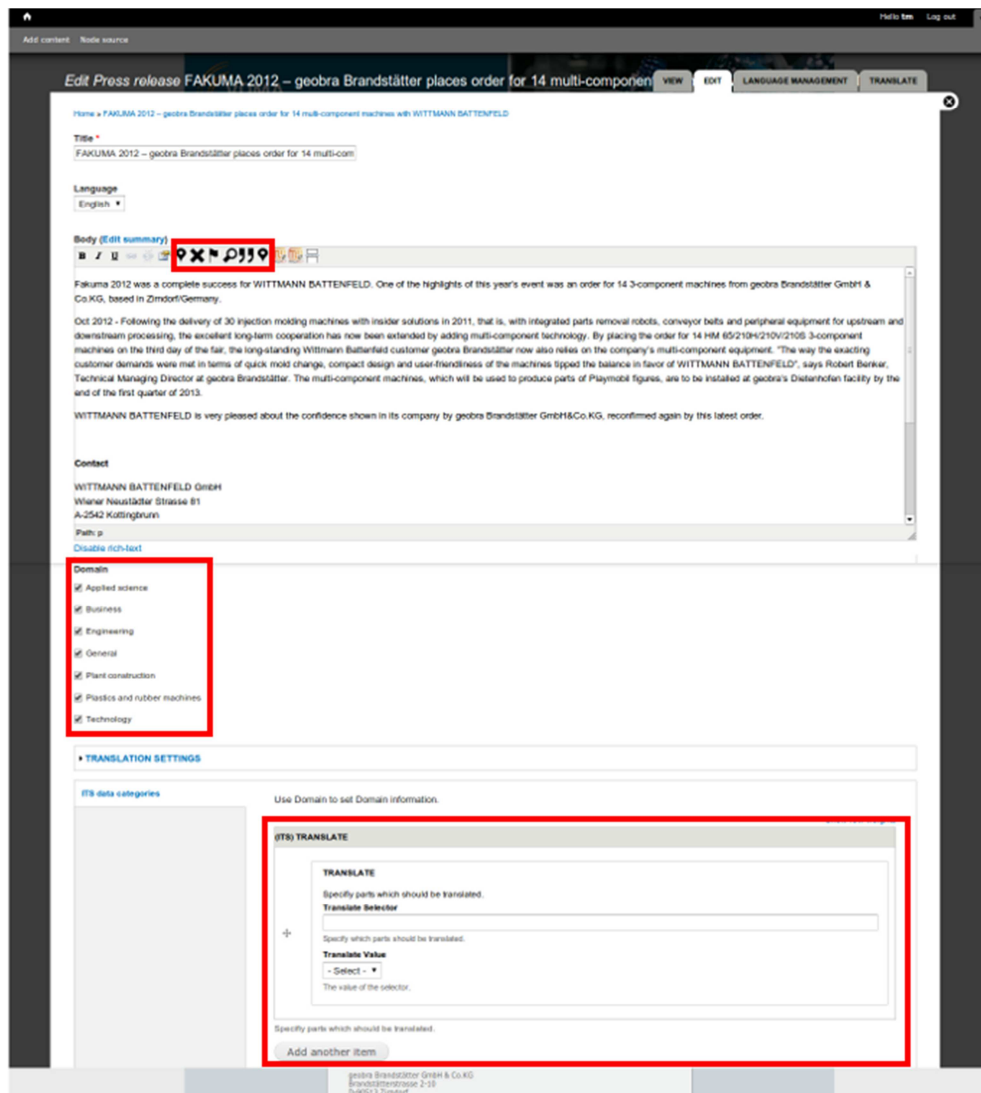 Hello tm Log out
Add content Node source
Edit Press release FAKUMA 2012 – geobra Brandstätter places order for 14 multi-componen
VIEW EDIT LANGUAGE MANAGEMENT TRANSLATE
Home » FAKUMA 2012 – geobra Brandstätter places order for 14 multi-component machines with WITTMANN BATTENFELD
Title *
FAKUMA 2012 – geobra Brandstätter places order for 14 multi-com
Language
English
Body (Edit summary)
B I U
Fakuma 2012 was a complete success for WITTMANN BATTENFELD. One of the highlights of this year's event was an order for 14 3-component machines from geobra Brandstätter GmbH &
Co.KG, based in Zirndorf/Germany.
Oct 2012 - Following the delivery of 30 injection molding machines with insider solutions in 2011, that is, with integrated parts removal robots, conveyor belts and peripheral equipment for upstream and
downstream processing, the excellent long-term cooperation has now been extended by adding multi-component technology. By placing the order for 14 HM 65/210H/210V/210S 3-component
machines on the third day of the fair, the long-standing Wittmann Battenfeld customer geobra Brandstätter now also relies on the company's multi-component equipment. "The way the exacting
customer demands were met in terms of quick mold change, compact design and user-friendliness of the machines tipped the balance in favor of WITTMANN BATTENFELD", says Robert Benker,
Technical Managing Director at geobra Brandstätter. The multi-component machines, which will be used to produce parts of Playmobil figures, are to be installed at geobra's Dietenhofen facility by the
end of the first quarter of 2013.
WITTMANN BATTENFELD is very pleased about the confidence shown in its company by geobra Brandstätter GmbH&Co.KG, reconfirmed again by this latest order.
Contact
WITTMANN BATTENFELD GmbH
Wiener Neustädter Strasse 81
A-2542 Kottingbrunn
Path: p
Disable rich-text
Domain
Applied science
Business
Engineering
General
Plant construction
Plastics and rubber machines
Technology
TRANSLATION SETTINGS
ITS data categories
Use Domain to set Domain information.
(ITS) TRANSLATE
TRANSLATE
Specify parts which should be translated.
Translate Selector
Specify which parts should be translated.
Translate Value
- Select -
The value of the selector.
Specify parts which should be translated.
Add another item
geobra Brandstätter GmbH & Co.KG
Brandstätterstrasse 2-10